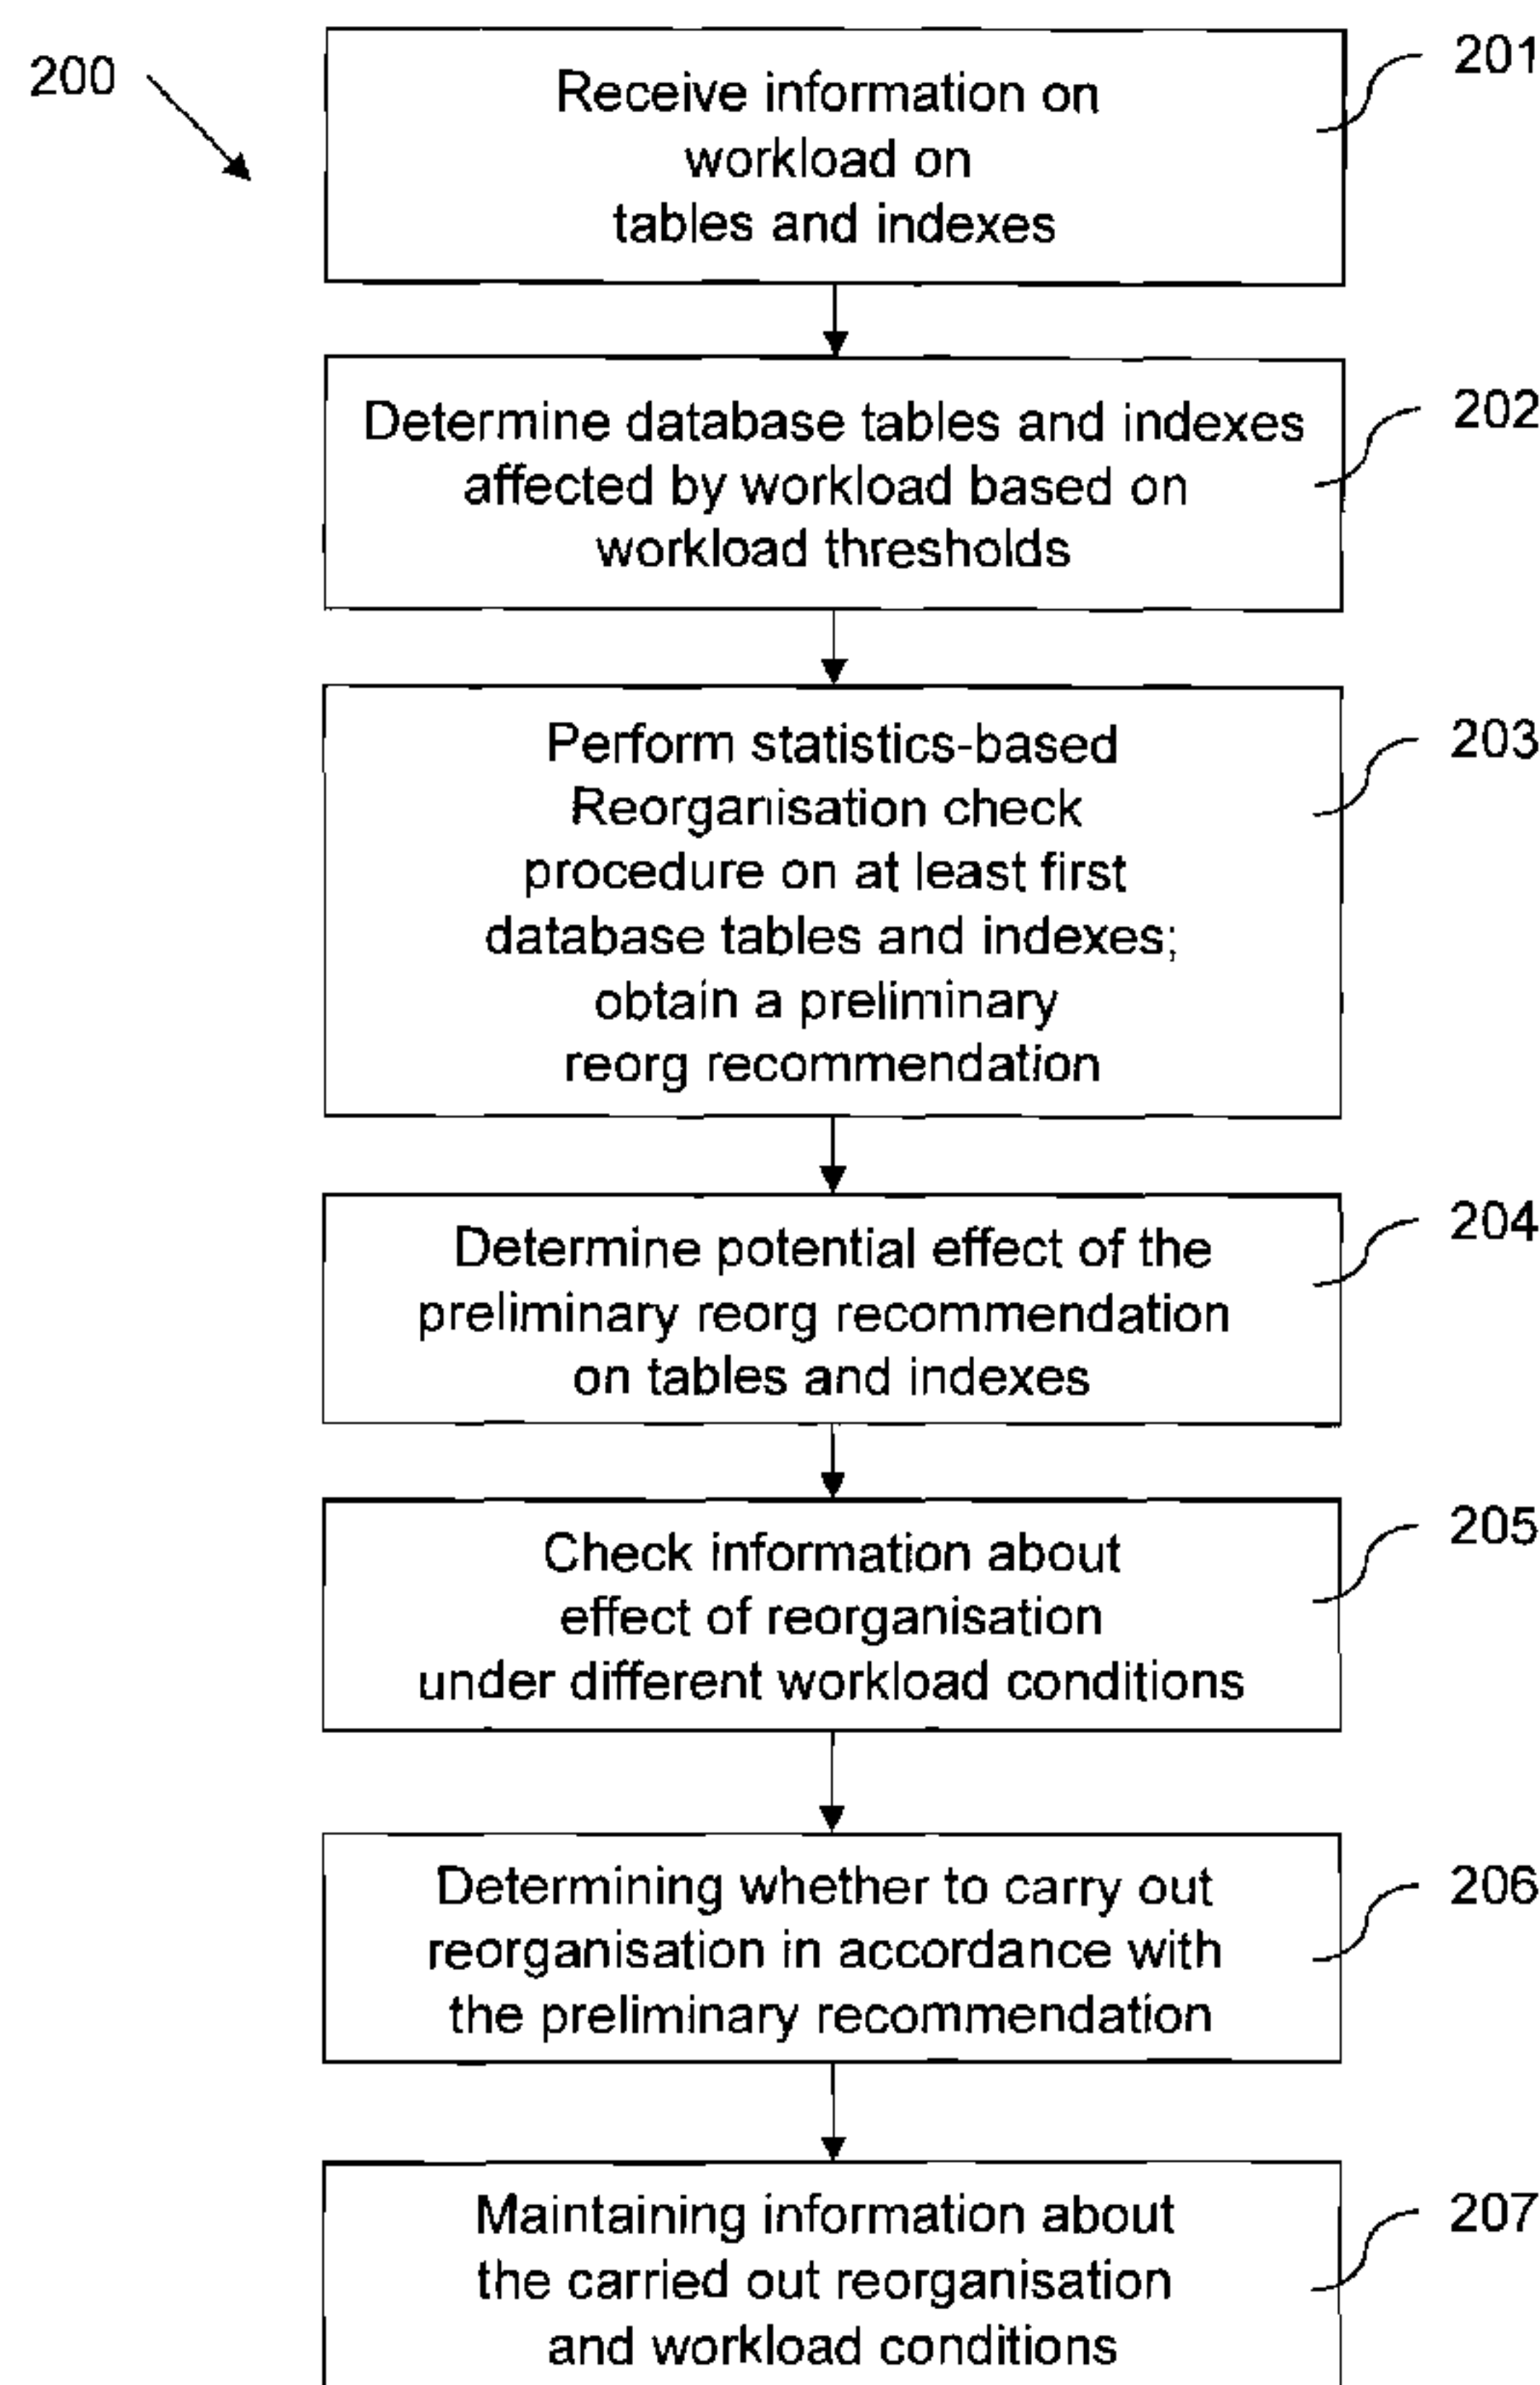 200
201
Receive information on
workload on
tables and indexes
202
Determine database tables and indexes
affected by workload based on
workload thresholds
203
Perform statistics-based
Reorganisation check
procedure on at least first
database tables and indexes;
obtain a preliminary
reorg recommendation
204
Determine potential effect of the
preliminary reorg recommendation
on tables and indexes
205
Check information about
effect of reorganisation
under different workload conditions
206
Determining whether to carry out
reorganisation in accordance with
the preliminary recommendation
207
Maintaining information about
the carried out reorganisation
and workload conditions